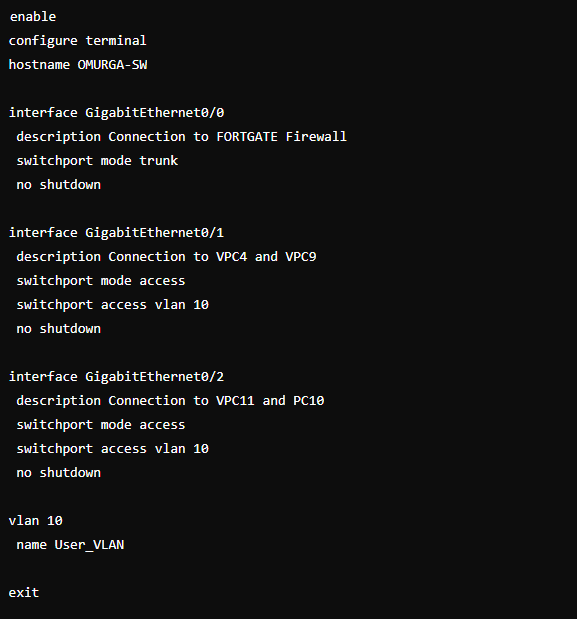 enable
configure terminal
hostname OMURGA-SW
interface GigabitEthernet0/0
description Connection to FORTGATE Firewall
switchport mode trunk
no shutdown
interface GigabitEthernet0/1
description Connection to VPC4 and VPC9
switchport mode access
switchport access vlan 10
no shutdown
interface GigabitEthernet0/2
description Connection to VPC11 and PC10
switchport mode access
switchport access vlan 10
no shutdown
vlan 10
name User_VLAN
exit